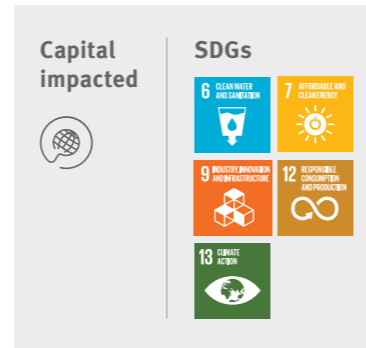 Capital
impacted
SDGs
6 CLEAN WATER
AND SANITATION
7 AFFORDABLE AND
CLEAN ENERGY
9 INDUSTRY, INNOVATION
AND INFRASTRUCTURE
12 RESPONSIBLE
CONSUMPTION
AND PRODUCTION
13 CLIMATE
ACTION